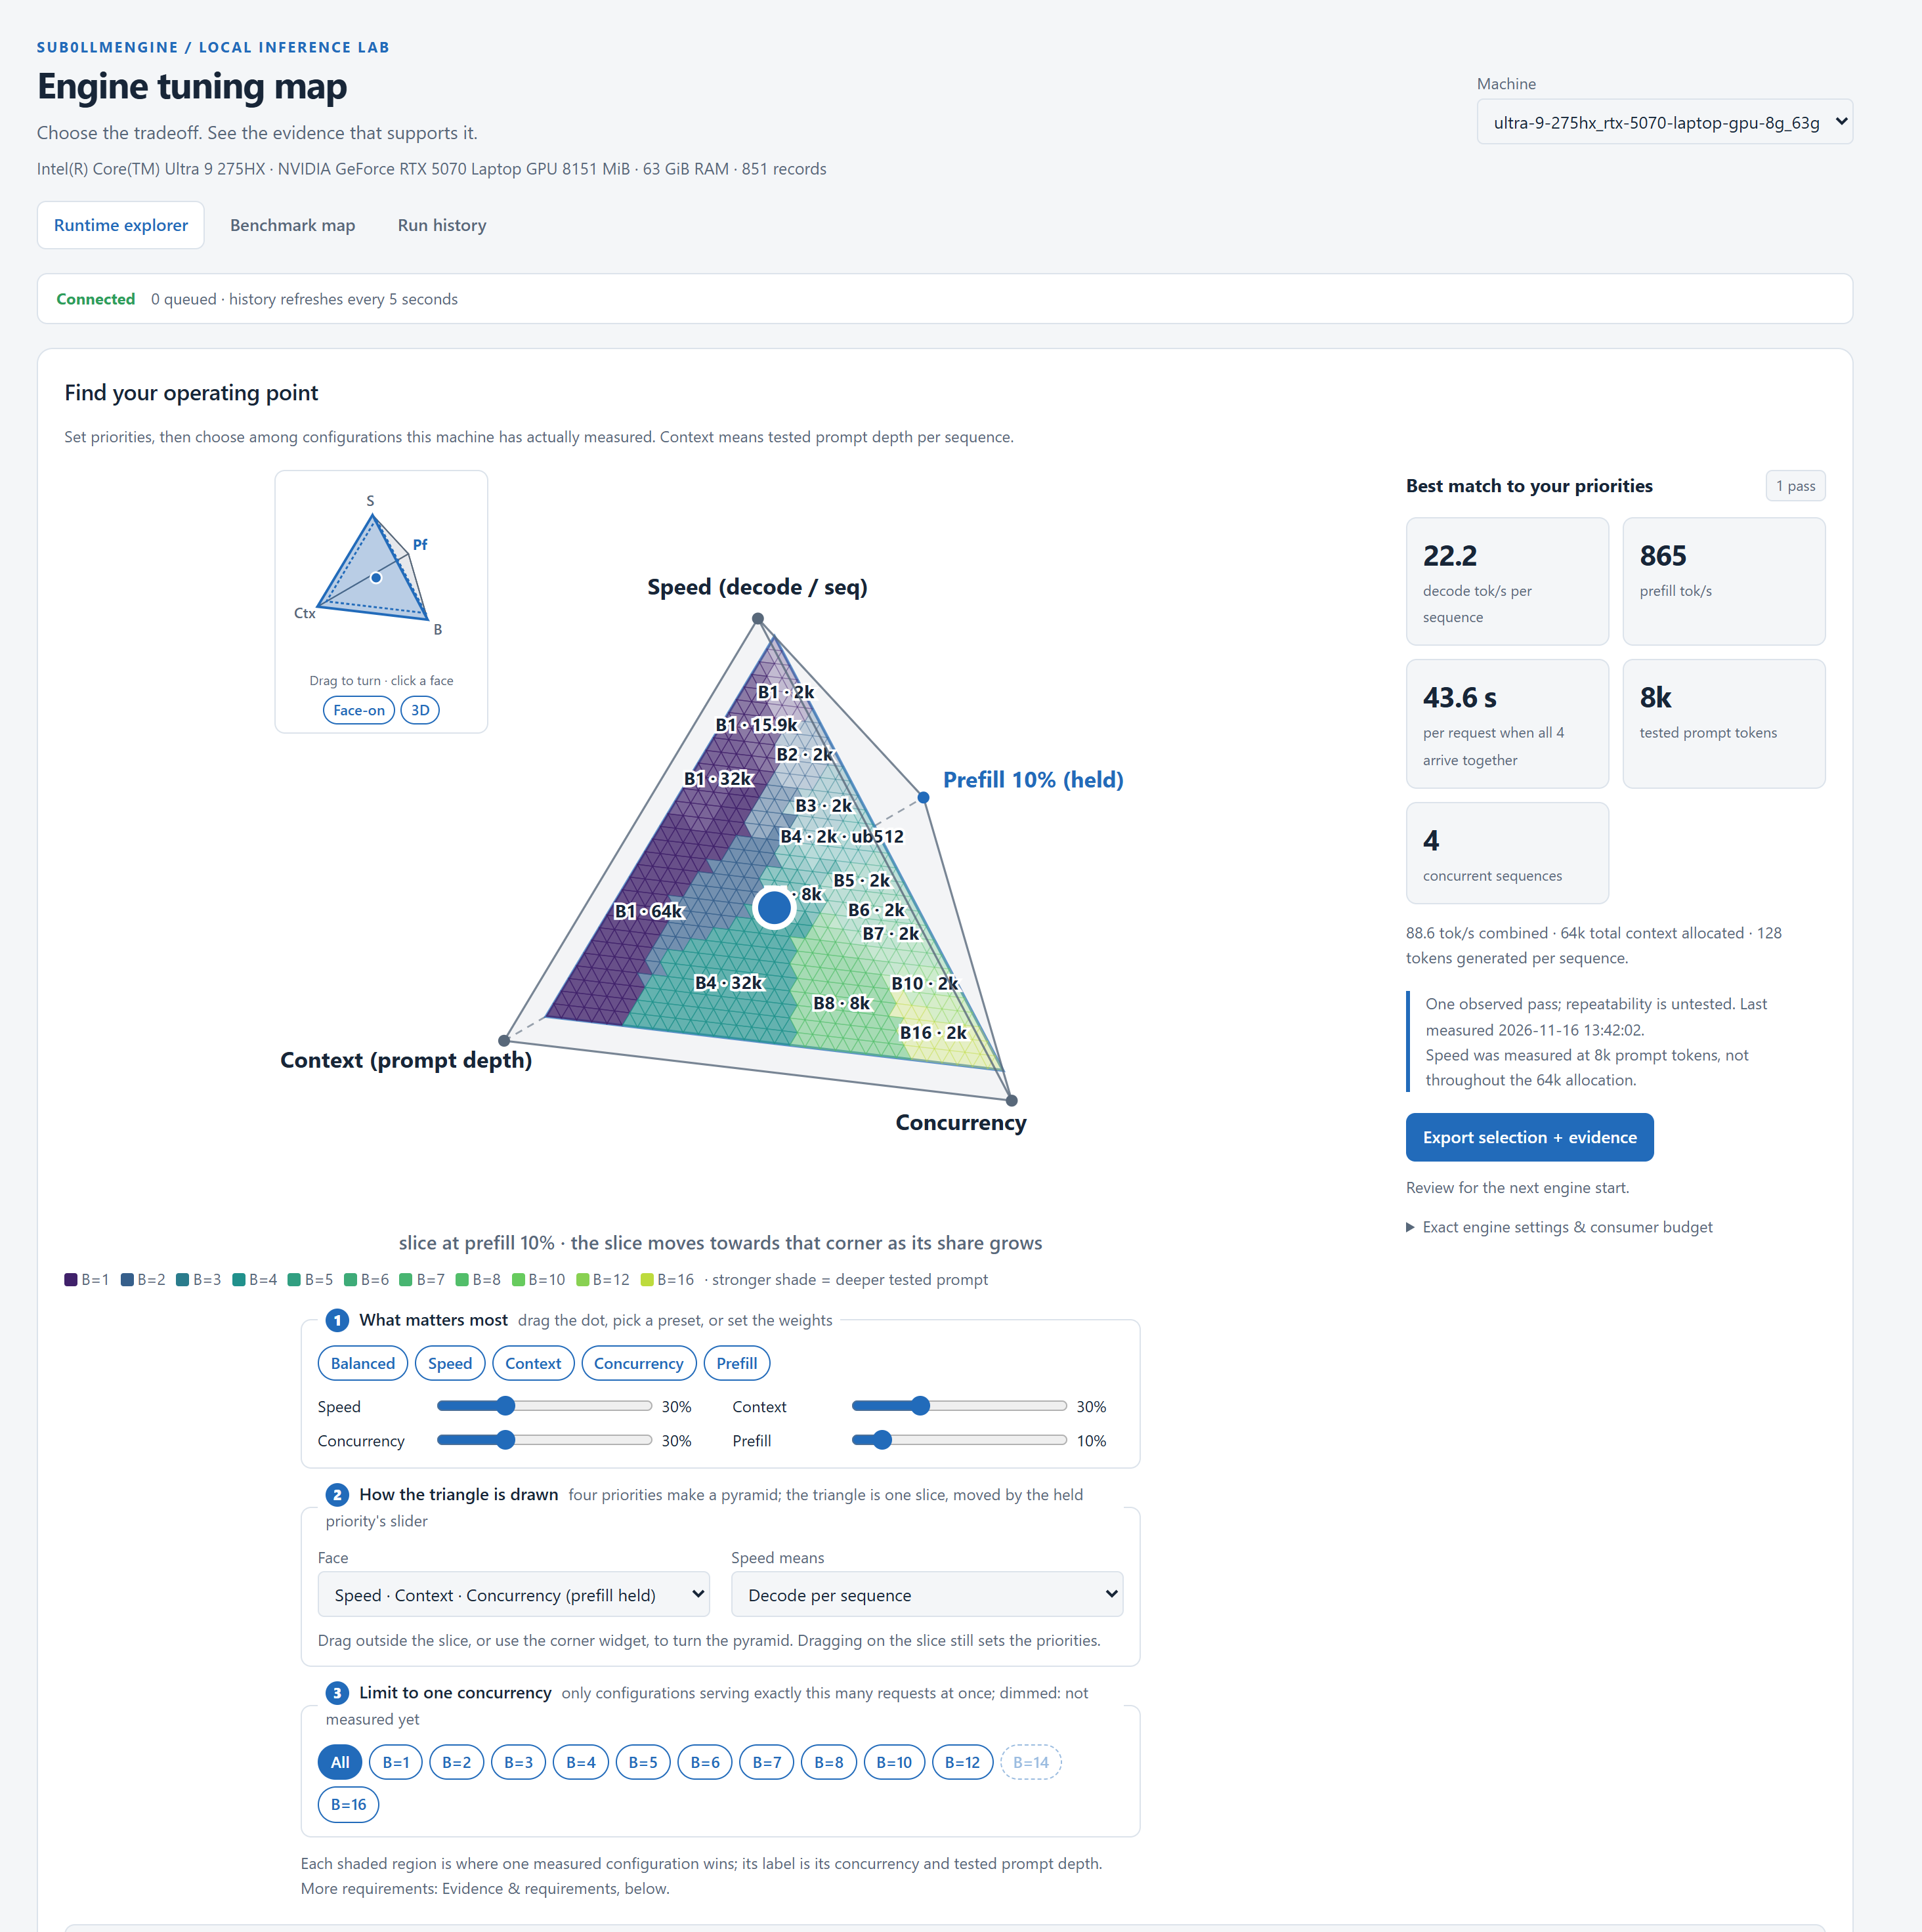 SUB0LLMENGINE / LOCAL INFERENCE LAB
Engine tuning map
Choose the tradeoff. See the evidence that supports it.
Intel(R) Core(TM) Ultra 9 275HX · NVIDIA GeForce RTX 5070 Laptop GPU 8151 MiB · 63 GiB RAM · 851 records
Machine
ultra-9-275hx_rtx-5070-laptop-gpu-8g_63g
Runtime explorer
Benchmark map
Run history
Connected 0 queued · history refreshes every 5 seconds
Find your operating point
Set priorities, then choose among configurations this machine has actually measured. Context means tested prompt depth per sequence.
S
Pf
Ctx
B
Drag to turn · click a face
Face-on
3D
Speed (decode / seq)
Prefill 10% (held)
Context (prompt depth)
Concurrency
B1 · 2k
B1 · 15.9k
B2 · 2k
B1 · 32k
B3 · 2k
B4 · 2k · ub512
B5 · 2k
· 8k
B1 · 64k
B6 · 2k
B7 · 2k
B4 · 32k
B10 · 2k
B8 · 8k
B16 · 2k
slice at prefill 10% · the slice moves towards that corner as its share grows
B=1 B=2 B=3 B=4 B=5 B=6 B=7 B=8 B=10 B=12 B=16 · stronger shade = deeper tested prompt
1 What matters most drag the dot, pick a preset, or set the weights
Balanced
Speed
Context
Concurrency
Prefill
Speed 30%
Context 30%
Concurrency 30%
Prefill 10%
2 How the triangle is drawn four priorities make a pyramid; the triangle is one slice, moved by the held
priority's slider
Face
Speed · Context · Concurrency (prefill held)
Speed means
Decode per sequence
Drag outside the slice, or use the corner widget, to turn the pyramid. Dragging on the slice still sets the priorities.
3 Limit to one concurrency only configurations serving exactly this many requests at once; dimmed: not
measured yet
All B=1 B=2 B=3 B=4 B=5 B=6 B=7 B=8 B=10 B=12 B=14
B=16
Each shaded region is where one measured configuration wins; its label is its concurrency and tested prompt depth.
More requirements: Evidence & requirements, below.
Best match to your priorities
1 pass
22.2
decode tok/s per
sequence
865
prefill tok/s
43.6 s
per request when all 4
arrive together
8k
tested prompt tokens
4
concurrent sequences
88.6 tok/s combined · 64k total context allocated · 128
tokens generated per sequence.
One observed pass; repeatability is untested. Last
measured 2026-11-16 13:42:02.
Speed was measured at 8k prompt tokens, not
throughout the 64k allocation.
Export selection + evidence
Review for the next engine start.
Exact engine settings & consumer budget